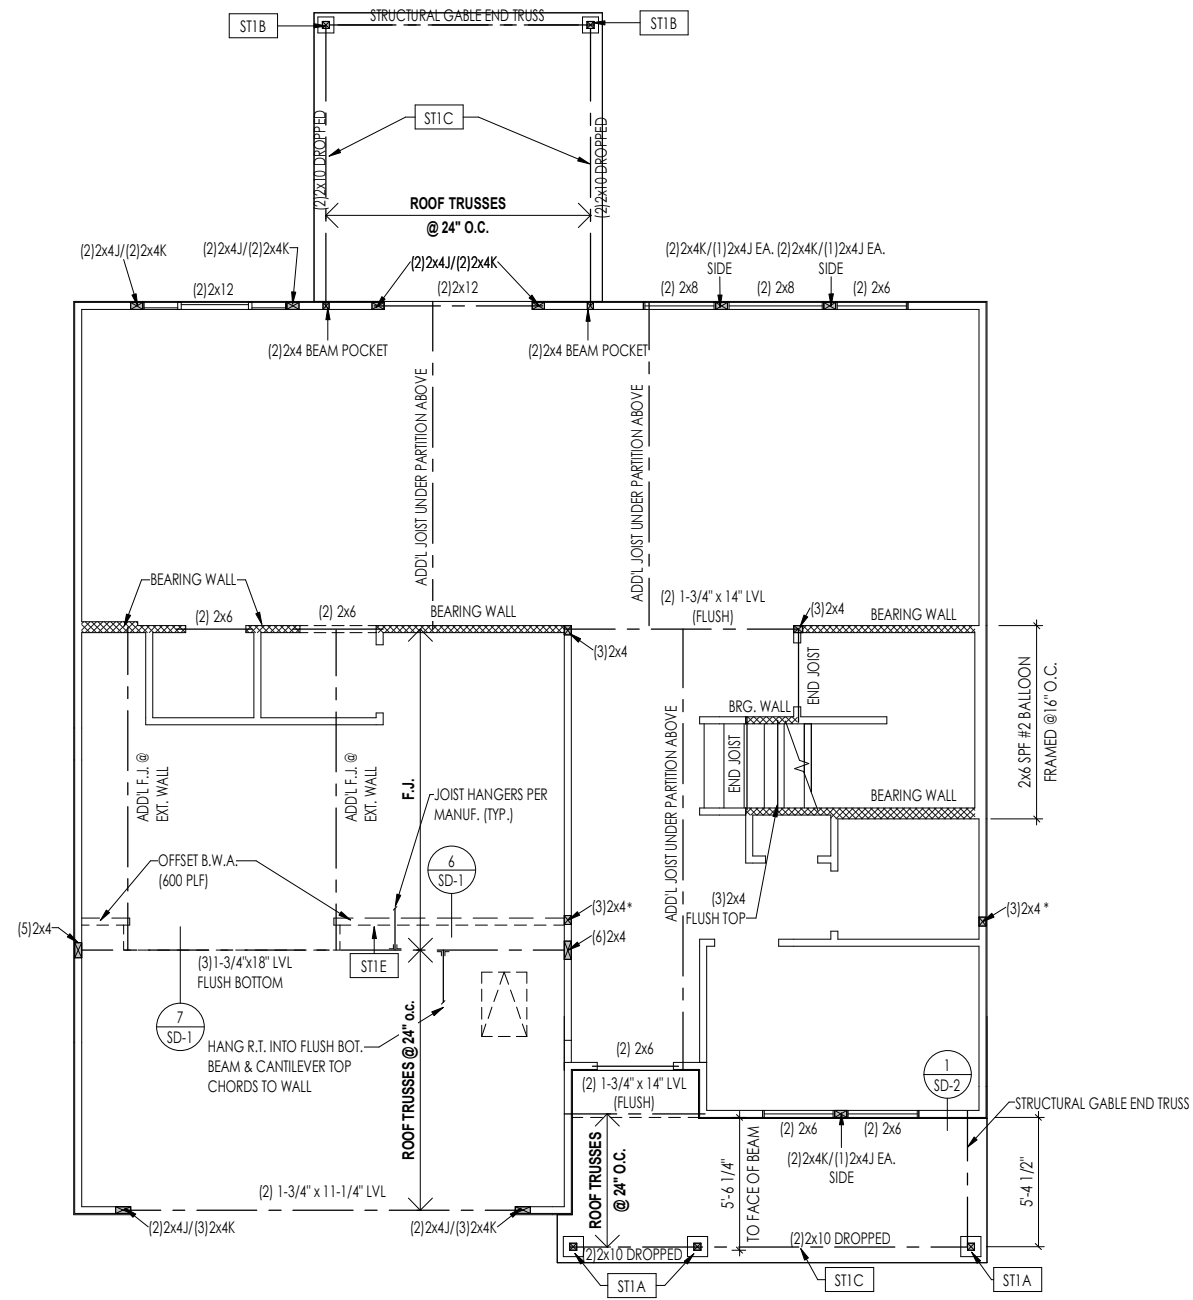 STRUCTURAL GABLE END TRUSS
ST1B
ST1B
ST1C
(2)2x10 DROPPED
(2)2x10 DROPPED
ROOF TRUSSES
@ 24" O.C.
(2)2x4J/(2)2x4K
(2)2x4J/(2)2x4K
(2)2x4J/(2)2x4K
(2)2x4K/(1)2x4J EA.
SIDE
(2)2x4K/(1)2x4J EA.
SIDE
(2)2x12
(2)2x12
(2) 2x8
(2) 2x8
(2) 2x6
(2)2x4 BEAM POCKET
(2)2x4 BEAM POCKET
ADD'L JOIST UNDER PARTITION ABOVE
ADD'L JOIST UNDER PARTITION ABOVE
BEARING WALL
(2) 2x6
(2) 2x6
BEARING WALL
(2) 1-3/4" x 14" LVL
(FLUSH)
(3)2x4
BEARING WALL
(3)2x4
END JOIST
2x6 SPF #2 BALLOON
FRAMED @16" O.C.
BRG. WALL
END JOIST
ADD'L JOIST UNDER PARTITION ABOVE
ADD'L F.J. @
EXT. WALL
ADD'L F.J. @
EXT. WALL
F.J.
JOIST HANGERS PER
MANUF. (TYP.)
BEARING WALL
OFFSET B.W.A.
(600 PLF)
6
SD-1
(3)2x4
FLUSH TOP
(3)2x4 *
(3)2x4 *
(5)2x4
(6)2x4
(3)1-3/4"x18" LVL
FLUSH BOTTOM
ST1E
7
SD-1
HANG R.T. INTO FLUSH BOT.
BEAM & CANTILEVER TOP
CHORDS TO WALL
ROOF TRUSSES @ 24" o.c.
(2) 2x6
(2) 1-3/4" x 14" LVL
(FLUSH)
1
SD-2
STRUCTURAL GABLE END TRUSS
(2) 2x6
(2) 2x6
(2)2x4K/(1)2x4J EA.
SIDE
ROOF TRUSSES
@ 24" O.C.
5'-6 1/4"
TO FACE OF BEAM
5'-4 1/2"
(2) 1-3/4" x 11-1/4" LVL
(2)2x4J/(3)2x4K
(2)2x4J/(3)2x4K
(2)2x10 DROPPED
2)2x10 DROPPED
ST1A
ST1C
ST1A